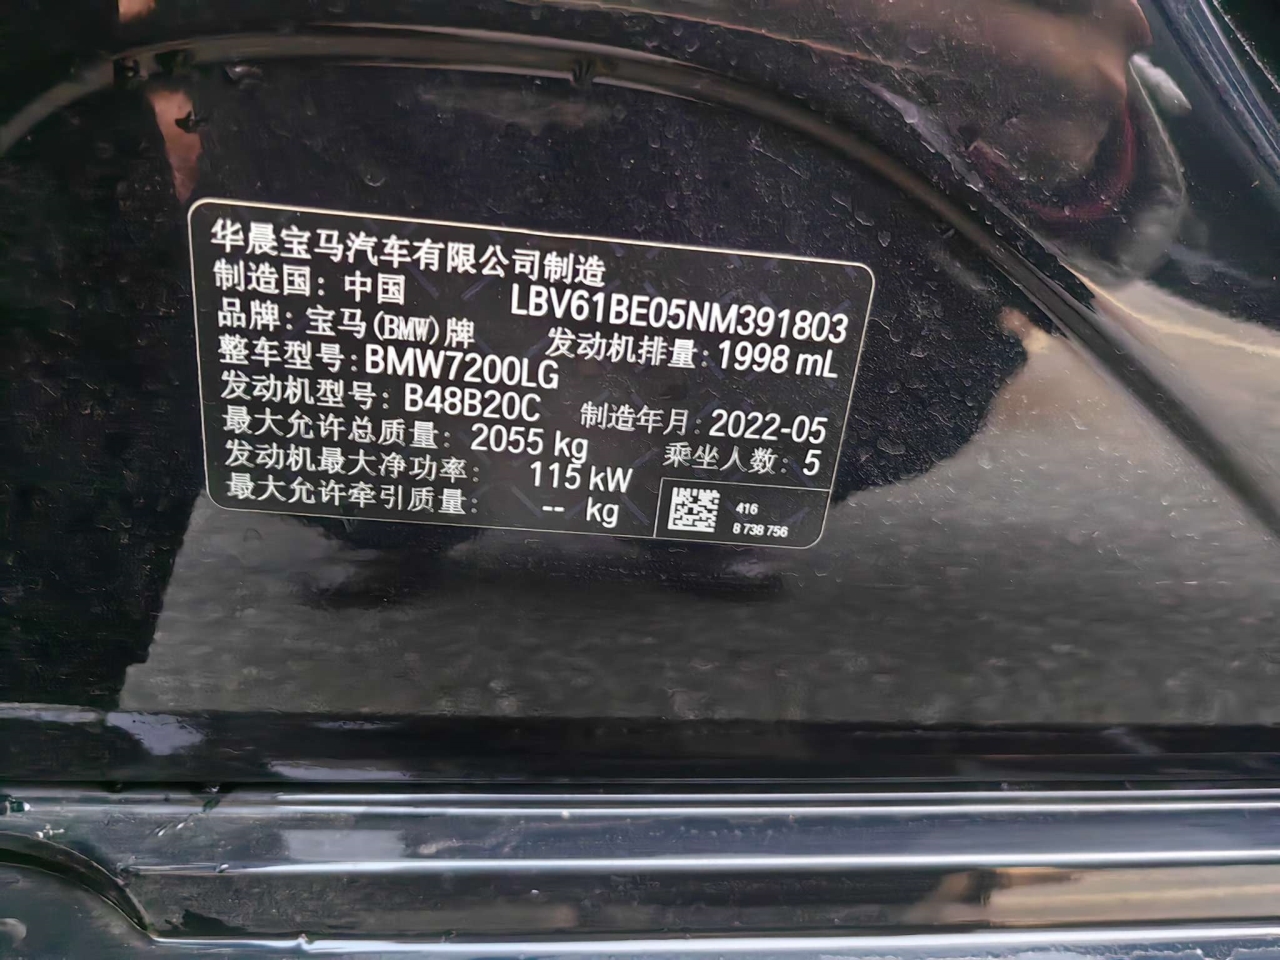 华晨宝马汽车有限公司制造
制造国: 中国 LBV61BE05NM391803
品牌: 宝马(BMW)牌 发动机排量: 1998 mL
整车型号: BMW7200LG
发动机型号: B48B20C 制造年月: 2022-05
最大允许总质量: 2055 kg 乘坐人数: 5
发动机最大净功率: 115 kW
最大允许牵引质量: -- kg
416
8 738 756